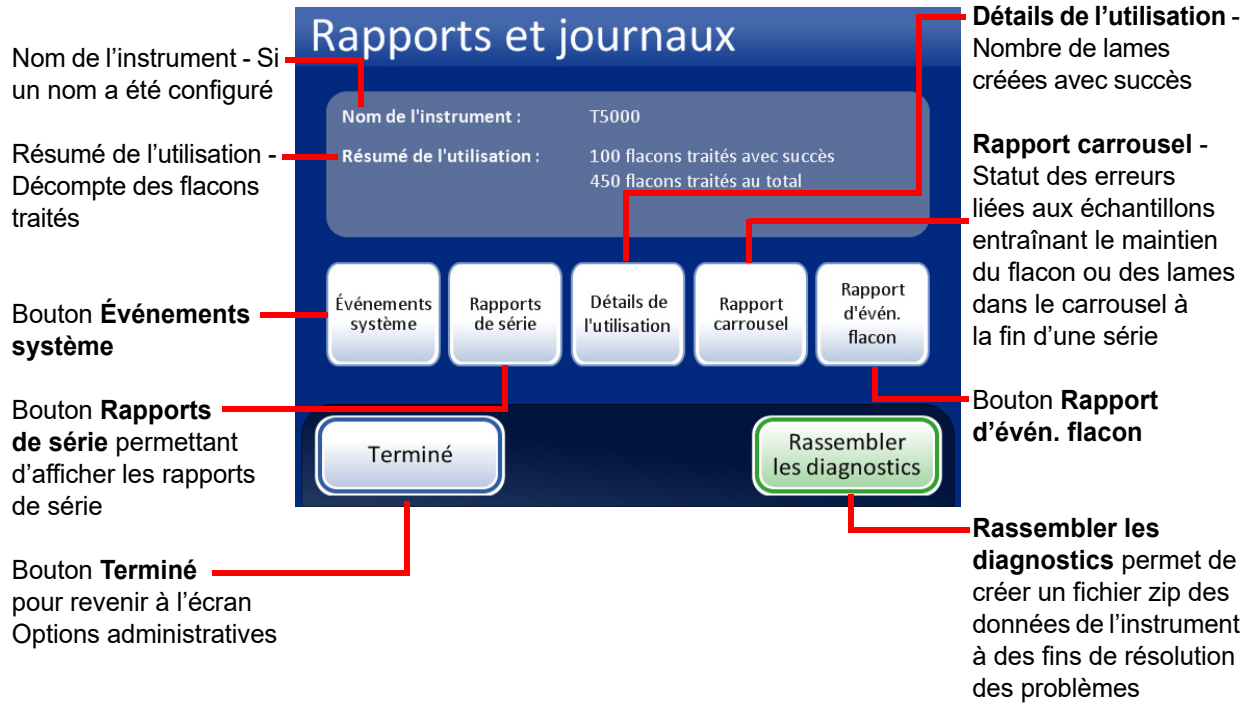 Nom de l’instrument - Si
un nom a été configuré
Résumé de l’utilisation -
Décompte des flacons
traités
Bouton Événements
système
Bouton Rapports
de série permettant
d’afficher les rapports
de série
Bouton Terminé
pour revenir à l’écran
Options administratives
Rapports et journaux
Nom de l'instrument : T5000
Résumé de l'utilisation : 100 flacons traités avec succès
450 flacons traités au total
Événements
système
Rapports
de série
Détails de
l'utilisation
Rapport
carrousel
Rapport
d'évén.
flacon
Terminé
Rassembler
les diagnostics
Détails de l’utilisation -
Nombre de lames
créées avec succès
Rapport carrousel -
Statut des erreurs
liées aux échantillons
entraînant le maintien
du flacon ou des lames
dans le carrousel à
la fin d’une série
Bouton Rapport
d’évén. flacon
Rassembler les
diagnostics permet de
créer un fichier zip des
données de l’instrument
à des fins de résolution
des problèmes